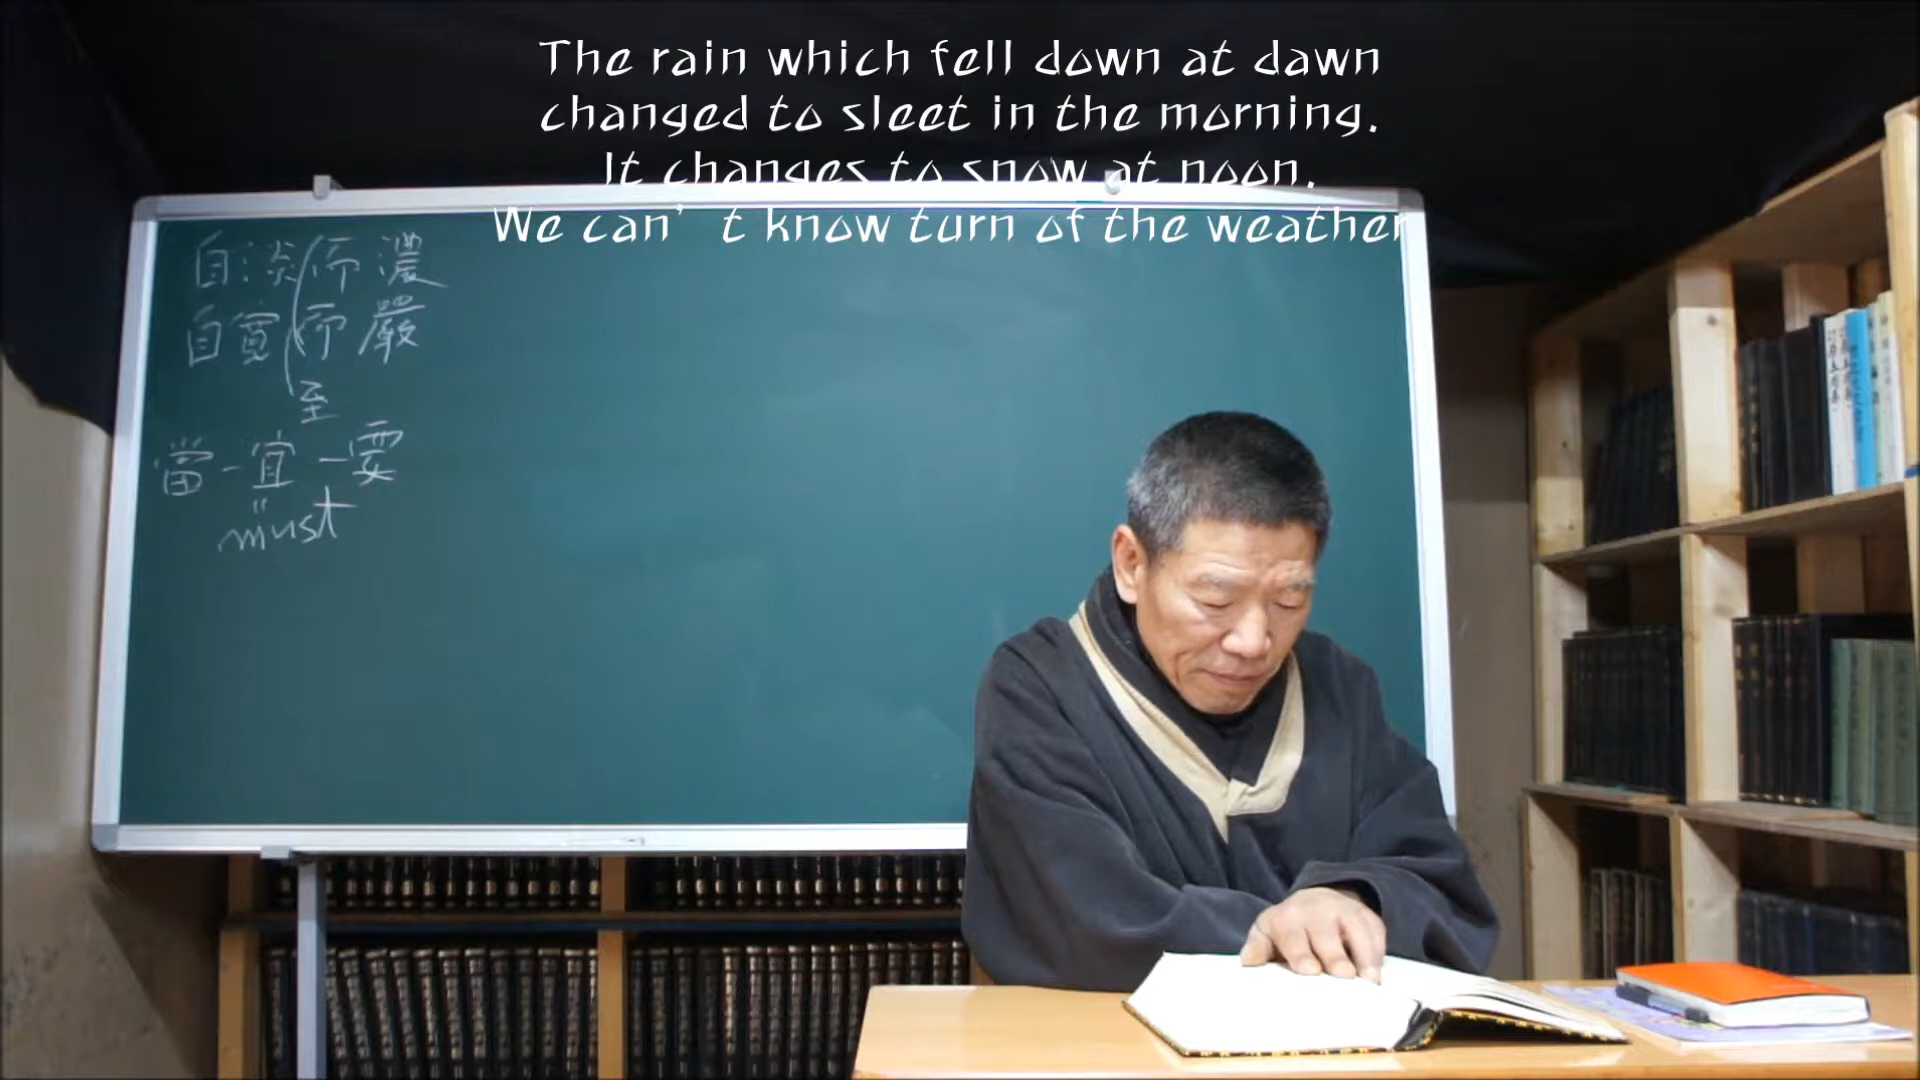 The rain which fell down at dawn
changed to sleet in the morning.
It changes to snow at noon.
We can't know turn of the weather
自淡而濃
自寬而嚴
至
當-宜-要
〃
must